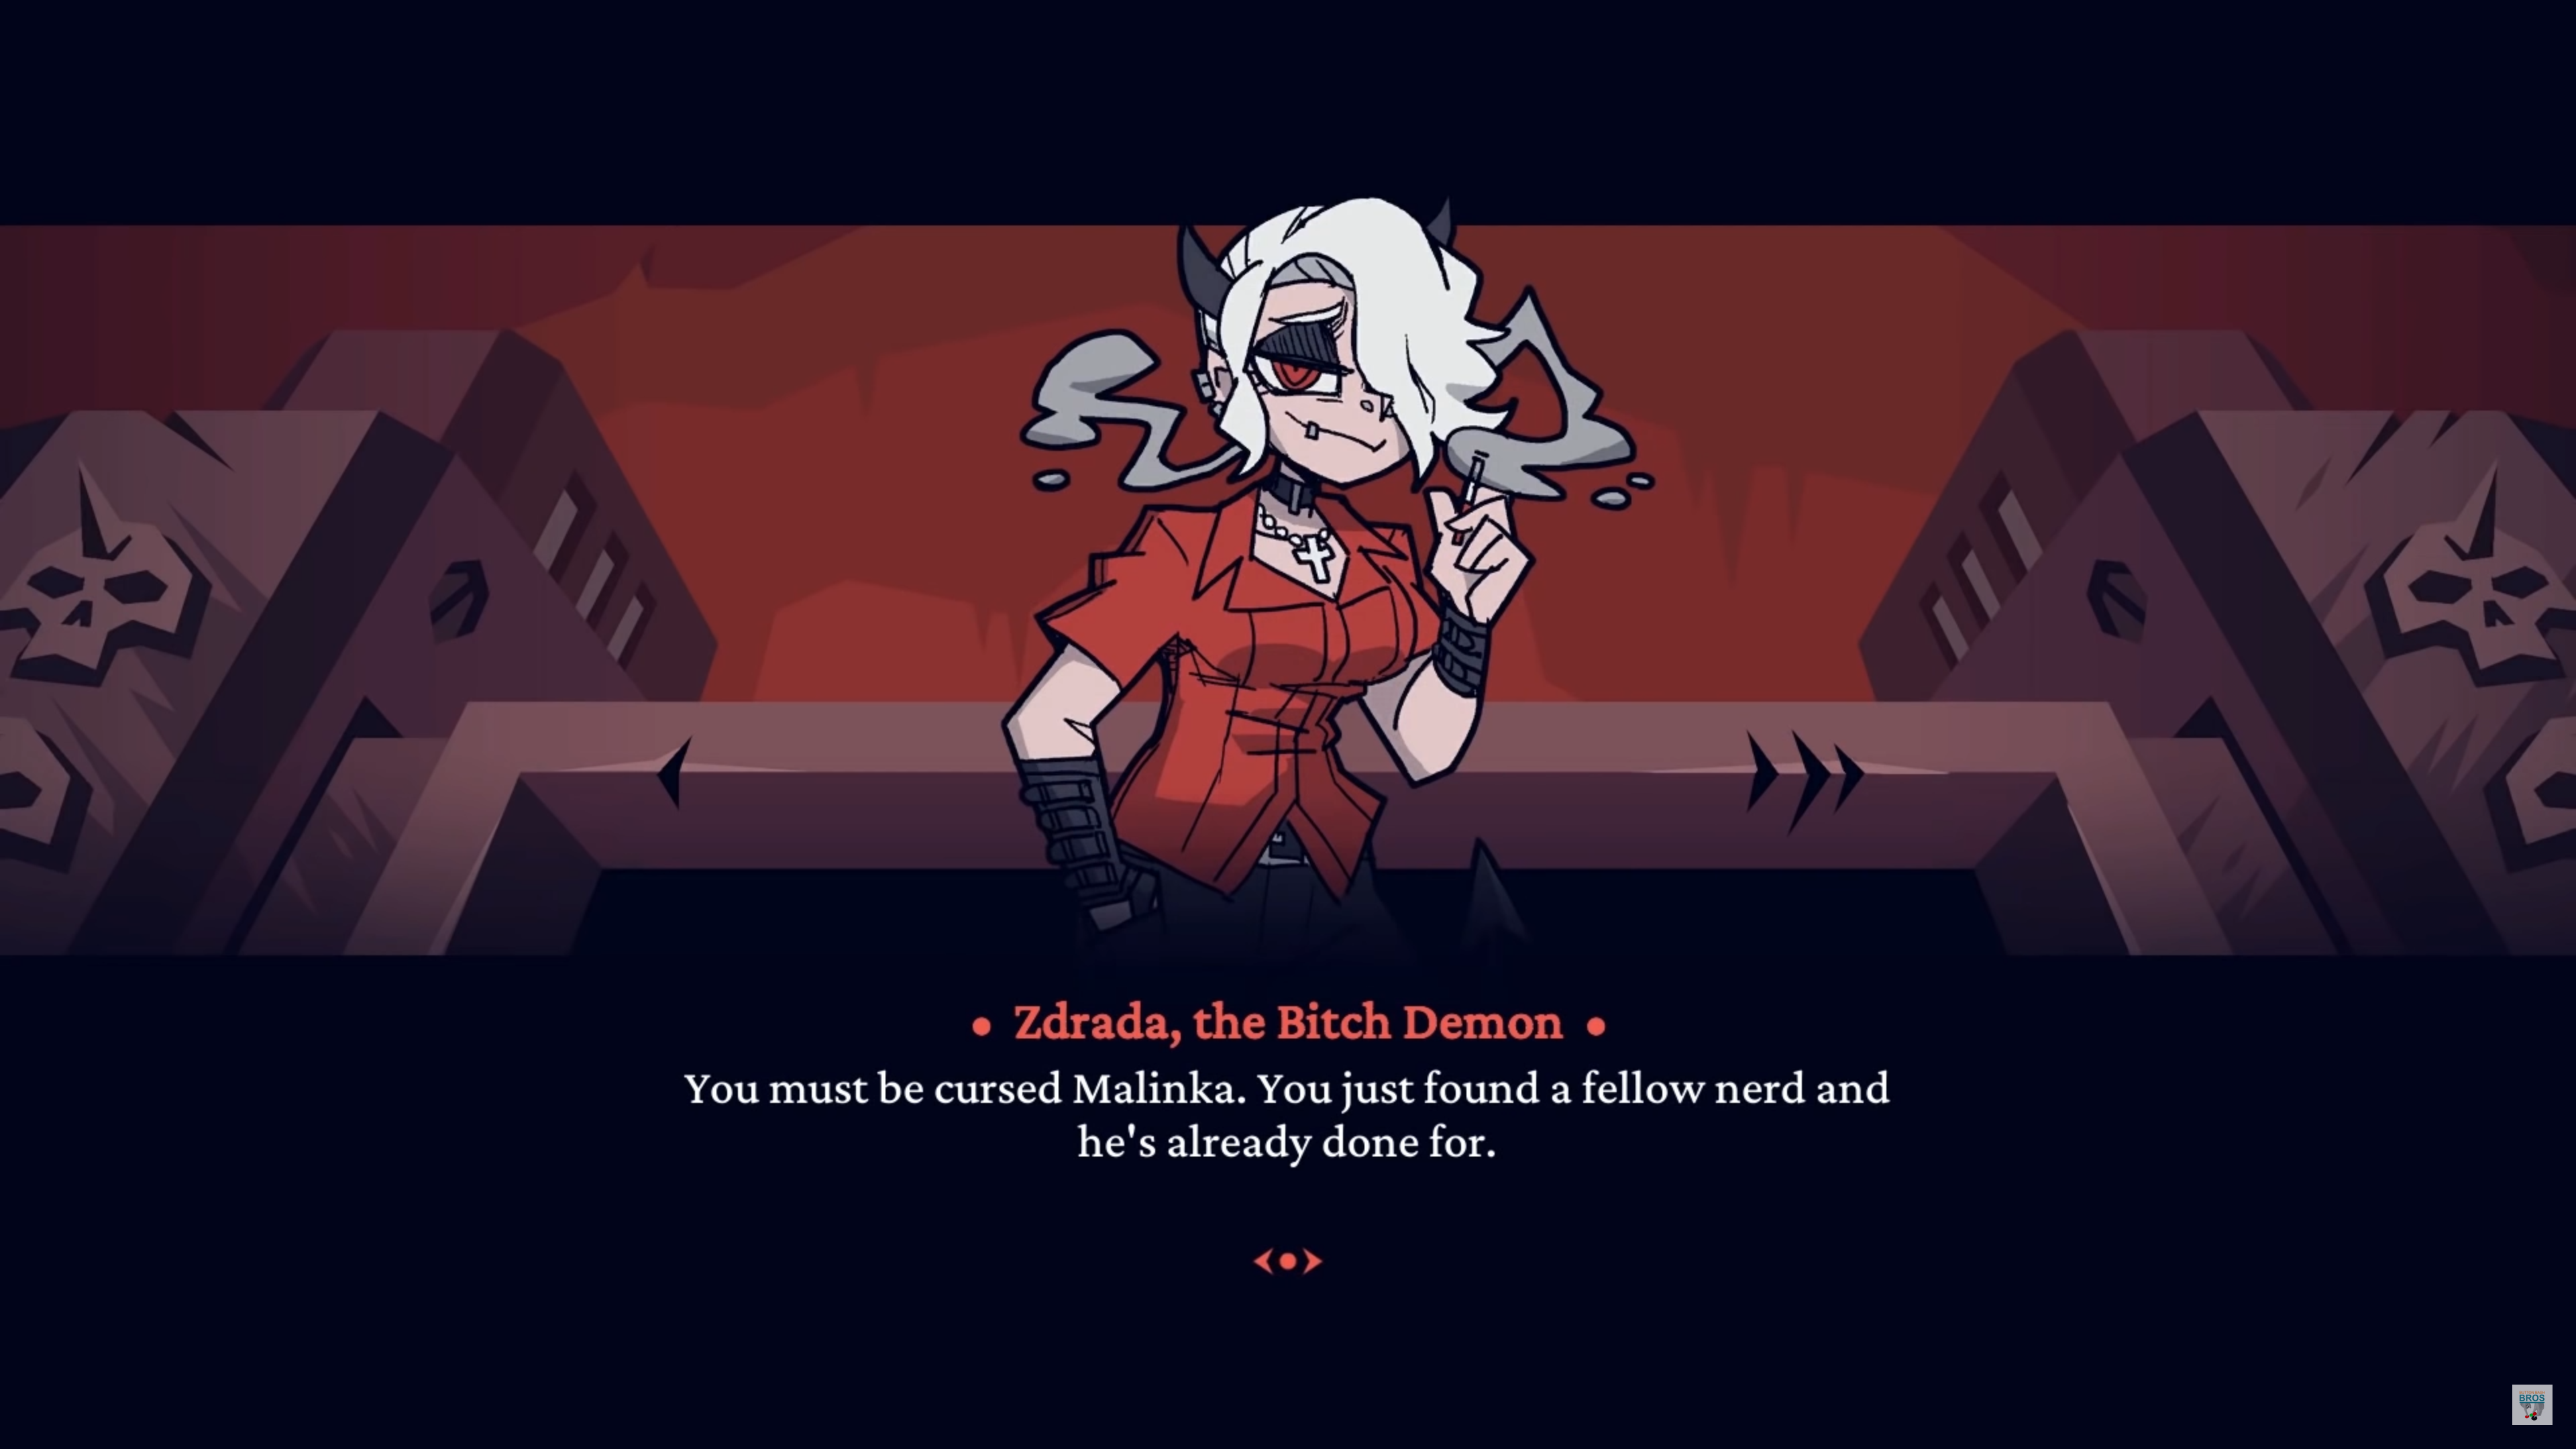 • Zdrada, the Bitch Demon •
You must be cursed Malinka. You just found a fellow nerd and
he's already done for.
BROS